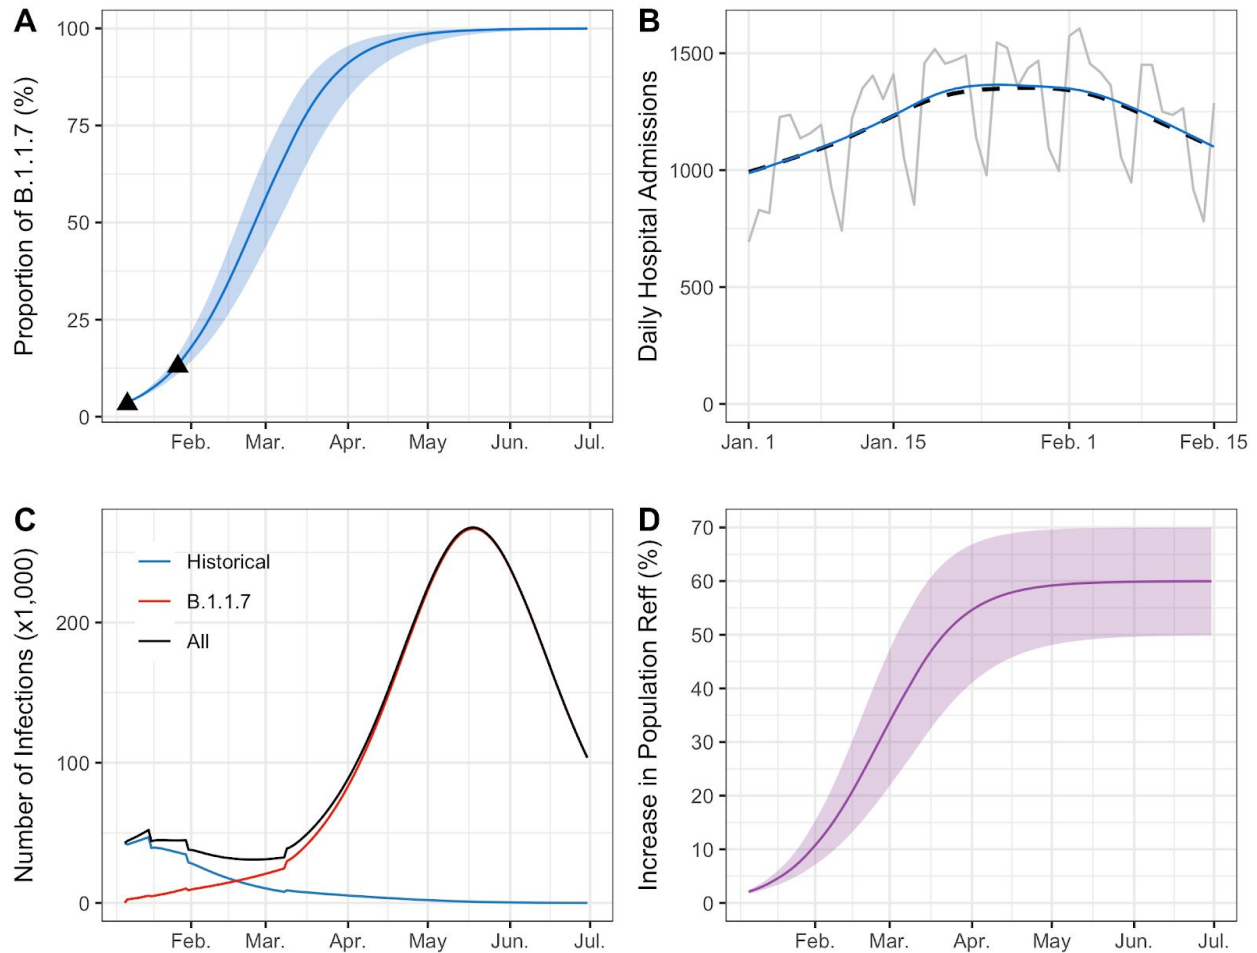 A
Proportion of B.1.1.7 (%)
100
75
50
25
0
Feb. Mar. Apr. May Jun. Jul.
B
Daily Hospital Admissions
1500
1000
500
0
Jan. 1 Jan. 15 Feb. 1 Feb. 15
C
Number of Infections (x1,000)
Historical
B.1.1.7
All
200
100
0
Feb. Mar. Apr. May Jun. Jul.
D
Increase in Population Reff (%)
70
60
50
40
30
20
10
0
Feb. Mar. Apr. May Jun. Jul.